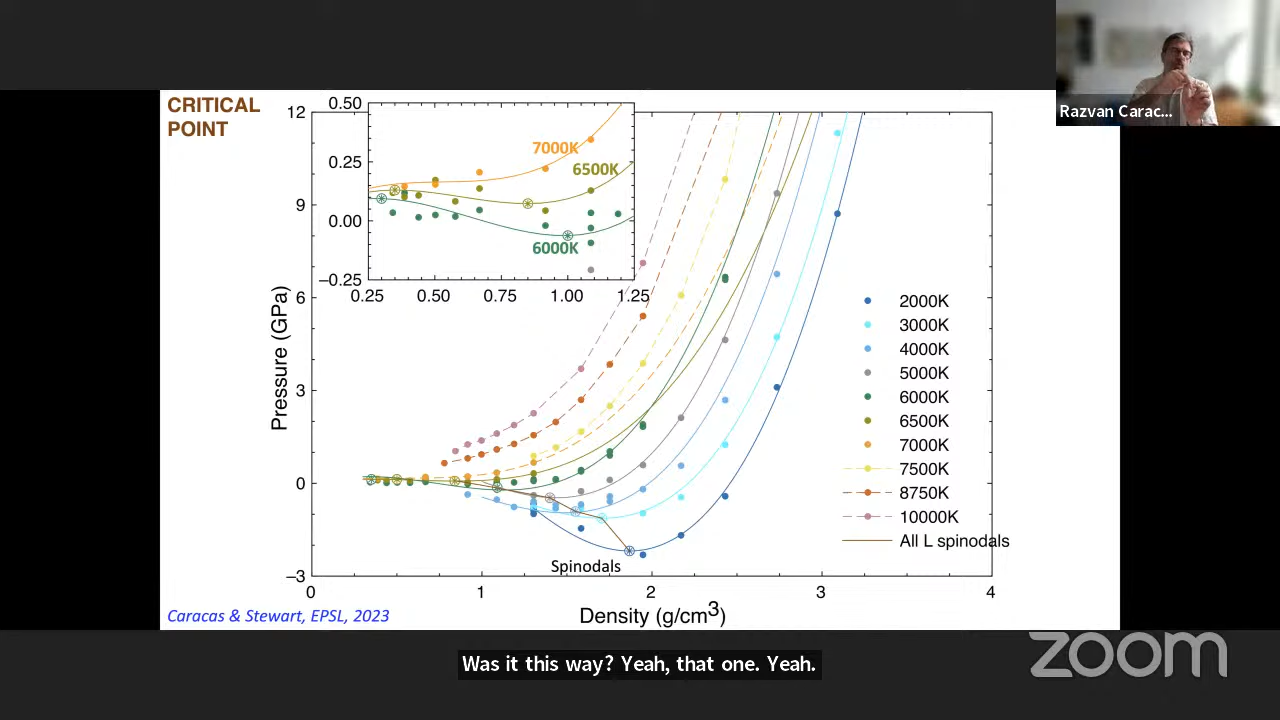 CRITICAL
POINT
0.50
0.25
0.00
−0.25
0.25 0.50 0.75 1.00 1.25
7000K
6500K
6000K
12
9
6
3
0
−3
Pressure (GPa)
2000K
3000K
4000K
5000K
6000K
6500K
7000K
7500K
8750K
10000K
All L spinodals
Spinodals
0 1 2 3 4
Density (g/cm3)
Caracas & Stewart, EPSL, 2023
Razvan Carac...
Was it this way? Yeah, that one. Yeah.
zoom